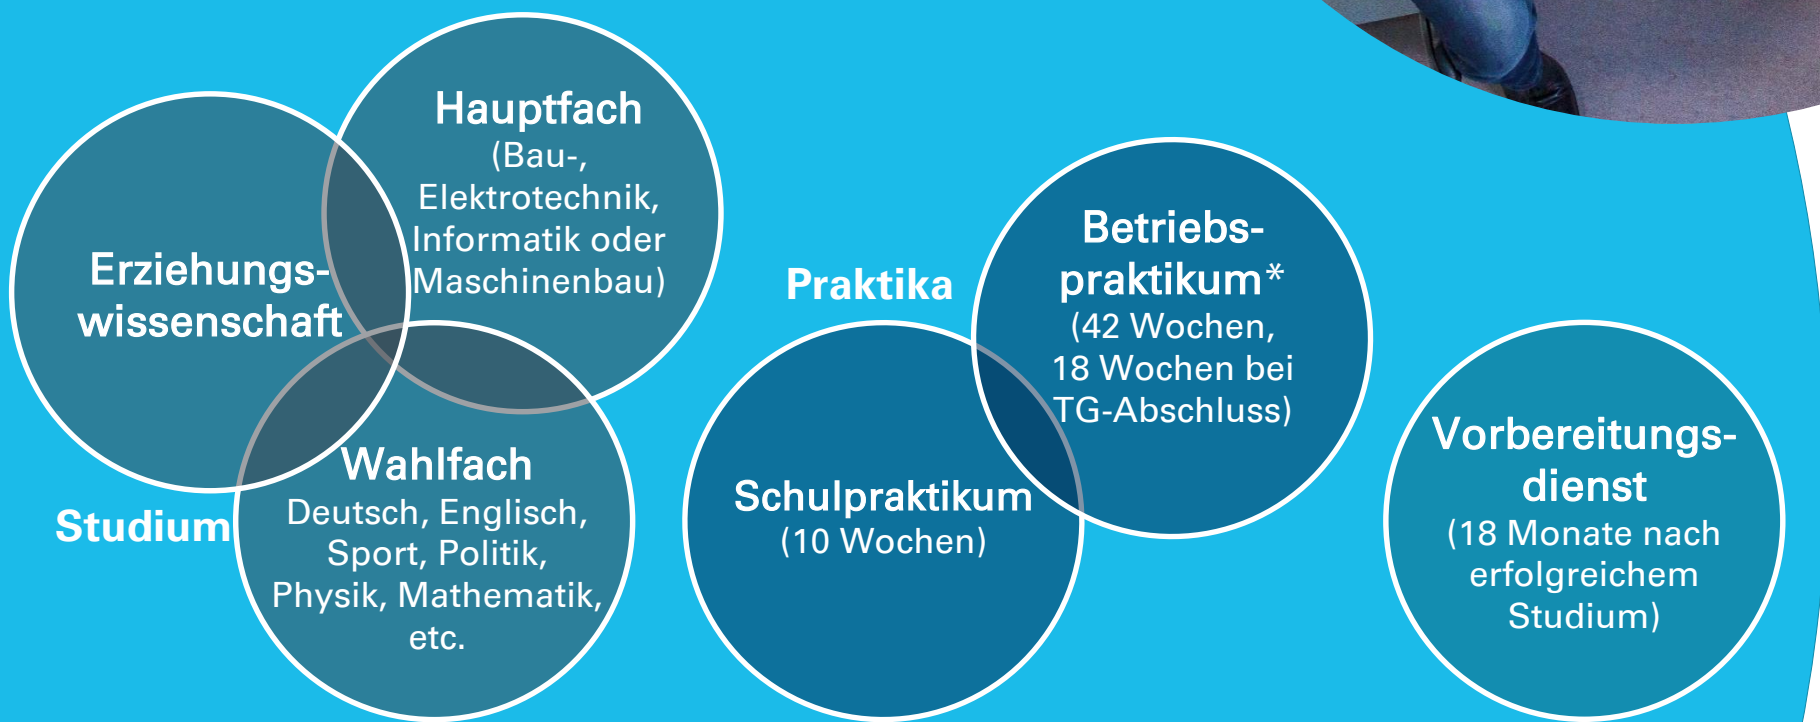 Erziehungs-
wissenschaft
Hauptfach
(Bau-,
Elektrotechnik,
Informatik oder
Maschinenbau)
Wahlfach
Deutsch, Englisch,
Sport, Politik,
Physik, Mathematik,
etc.
Studium
Praktika
Schulpraktikum
(10 Wochen)
Betriebs-
praktikum*
(42 Wochen,
18 Wochen bei
TG-Abschluss)
Vorbereitungs-
dienst
(18 Monate nach
erfolgreichem
Studium)